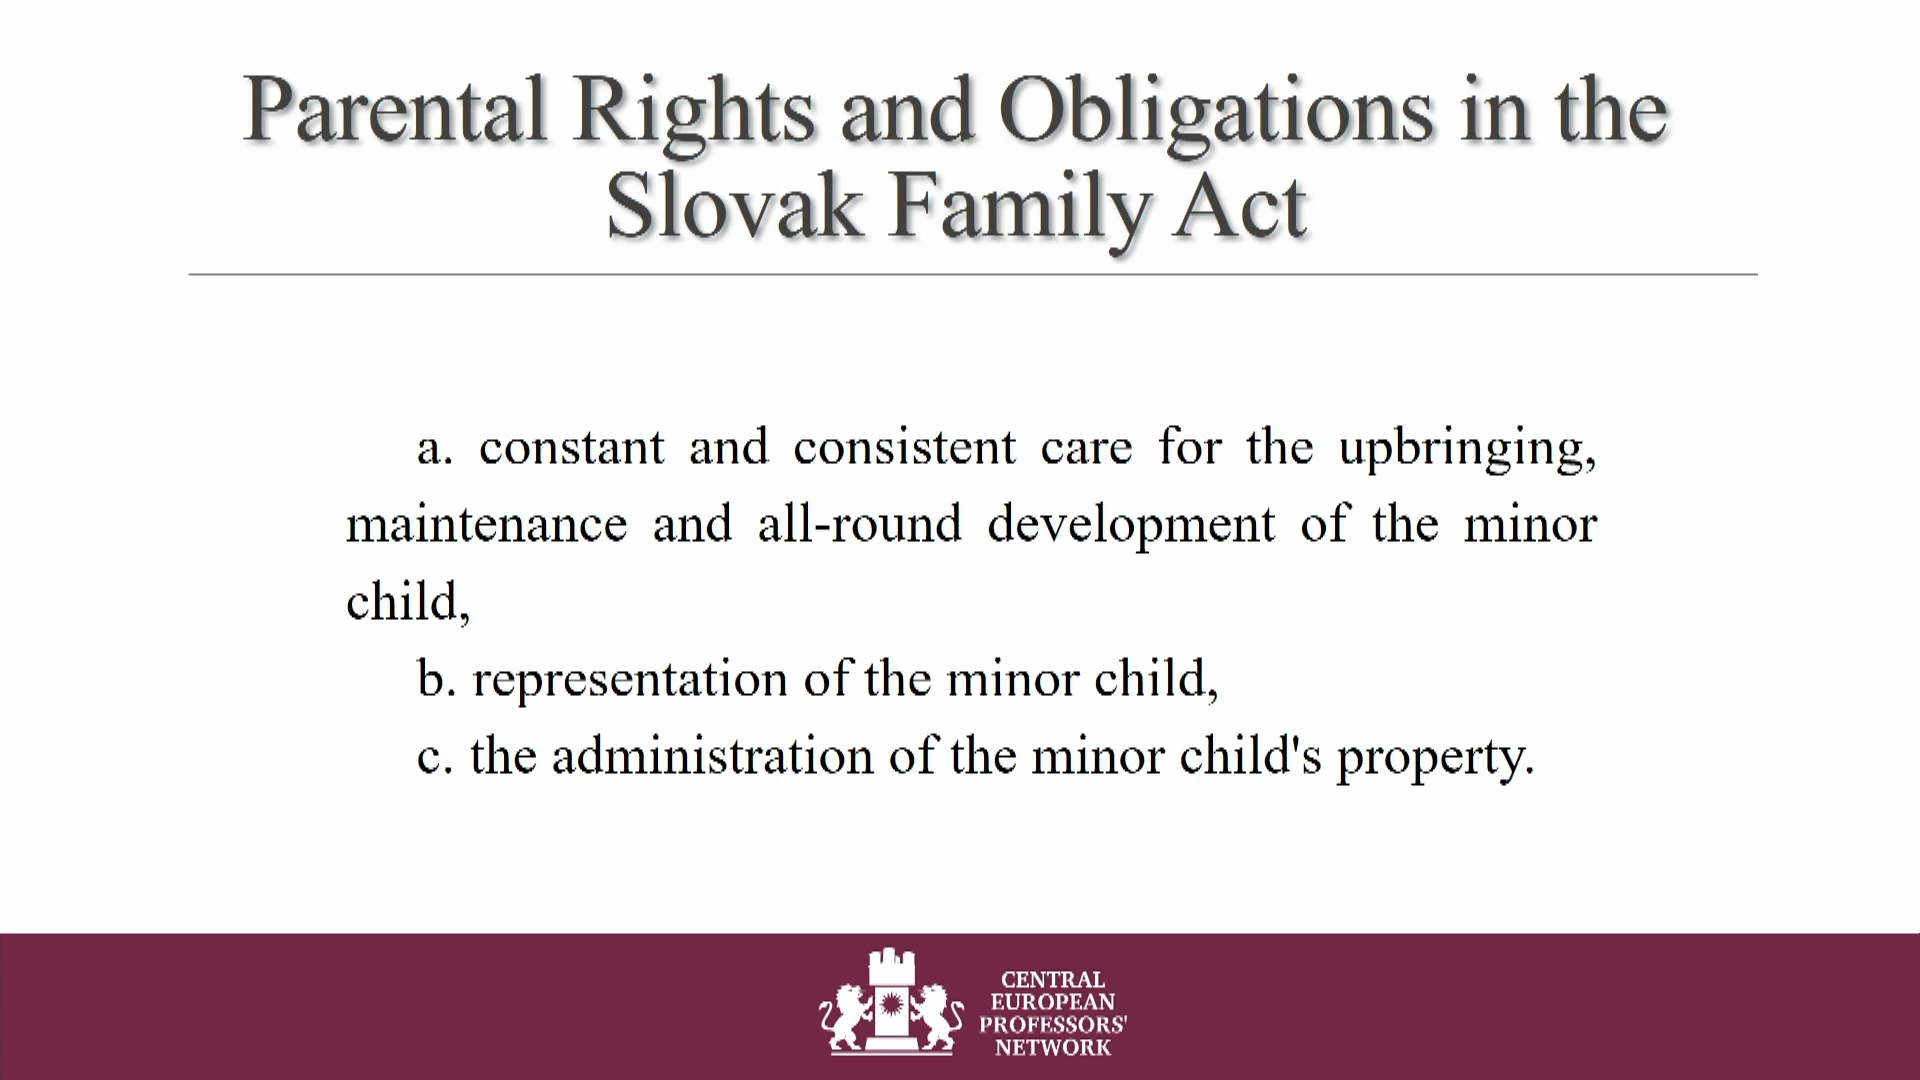 Parental Rights and Obligations in the
Slovak Family Act
a. constant and consistent care for the upbringing,
maintenance and all-round development of the minor
child,
b. representation of the minor child,
c. the administration of the minor child's property.
CENTRAL
EUROPEAN
PROFESSORS'
NETWORK